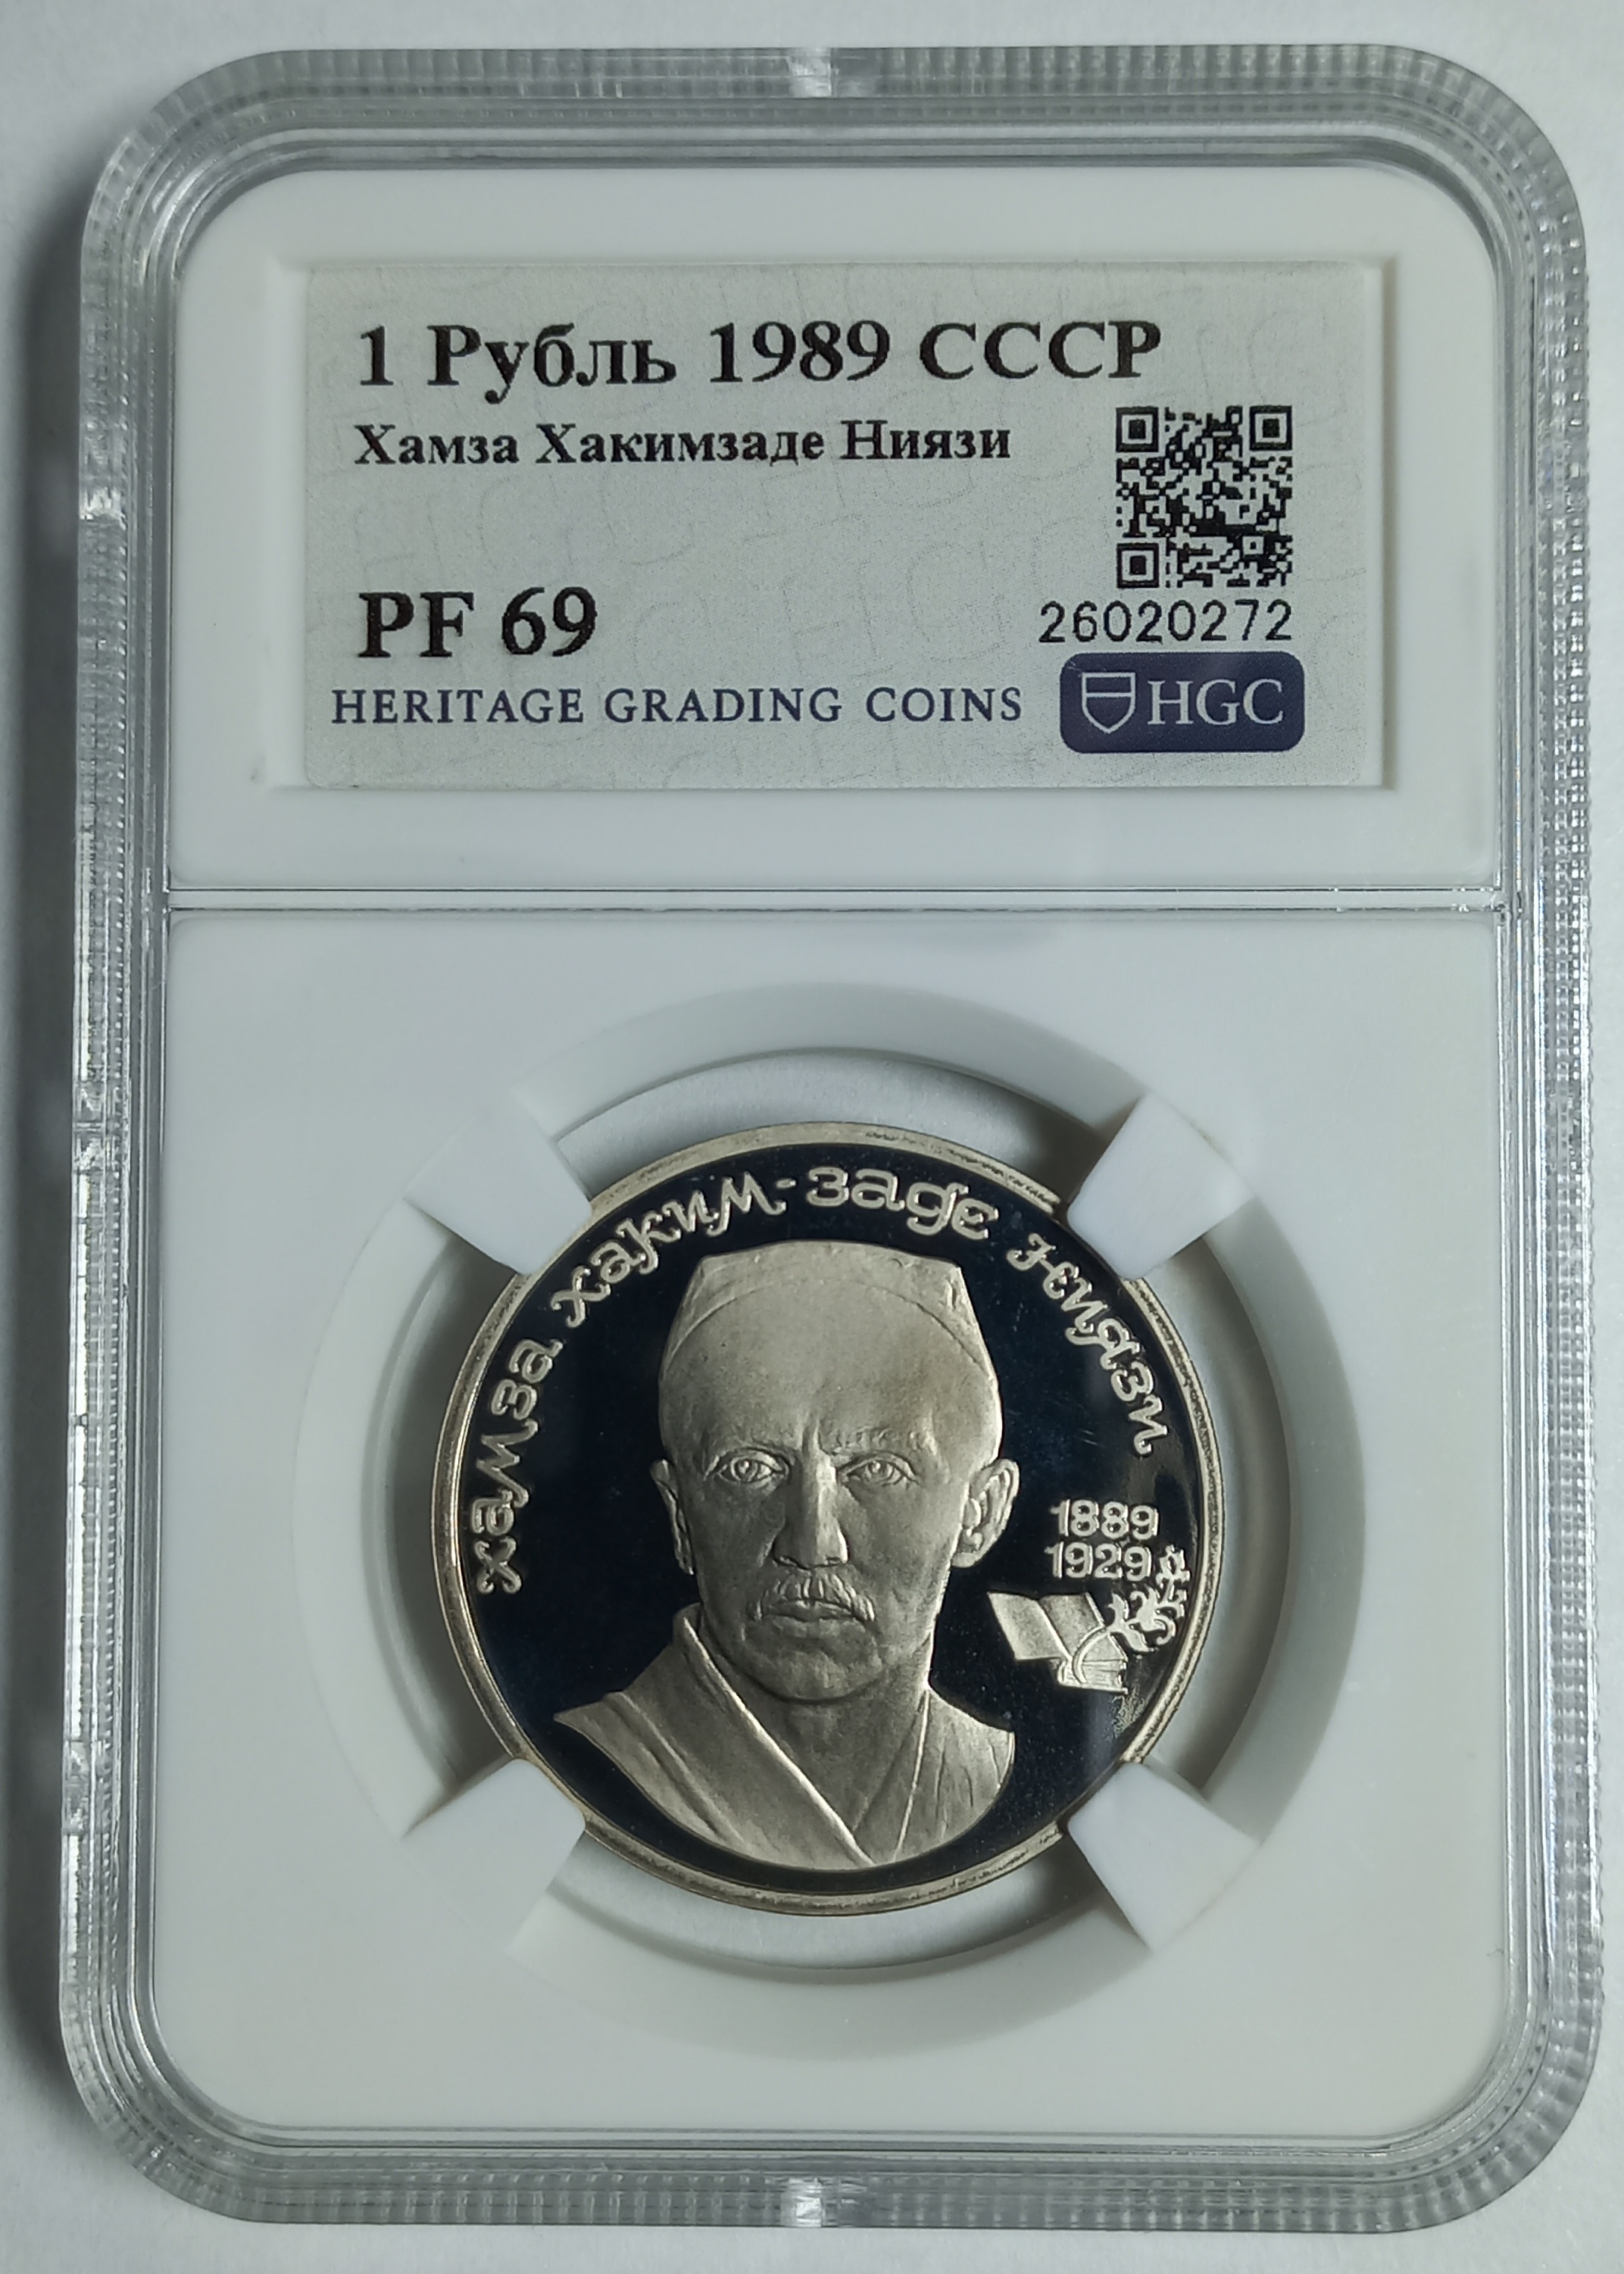 1 Рубль 1989 СССР
Хамза Хакимзаде Ниязи
PF 69
26020272
HERITAGE GRADING COINS
HGC
хамза хаким-заде ниязи
1889
1929